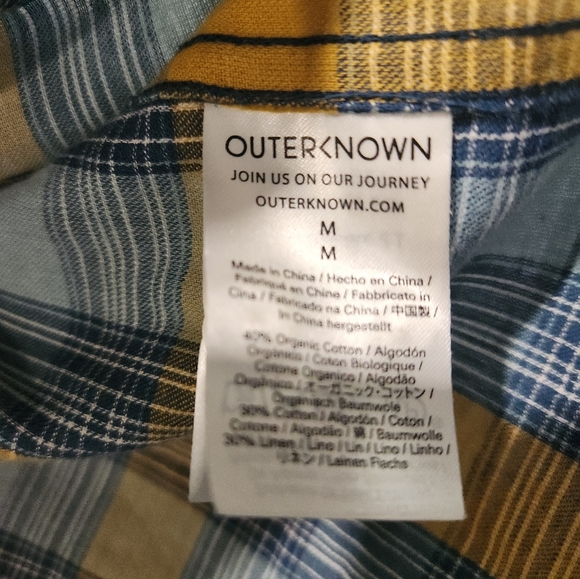 OUTERKNOWN
JOIN US ON OUR JOURNEY
OUTERKNOWN.COM
M
M
Made in China / Hecho en China /
Fabriqué en Chine / Fabbricato in
Cina / Fabricado na China / 中国製 /
In China hergestellt
40% Organic Cotton / Algodón
Orgánico / Coton Biologique /
Cotone Organico / Algodão
Orgânico / オーガニック・コットン /
Organisch Baumwole
30% Cotton / Algodón / Coton /
Cotone / Algodão / 綿 / Baumwolle
30% Linen / Lino / Lin / Lino / Linho /
リネン / Leinen Flachs